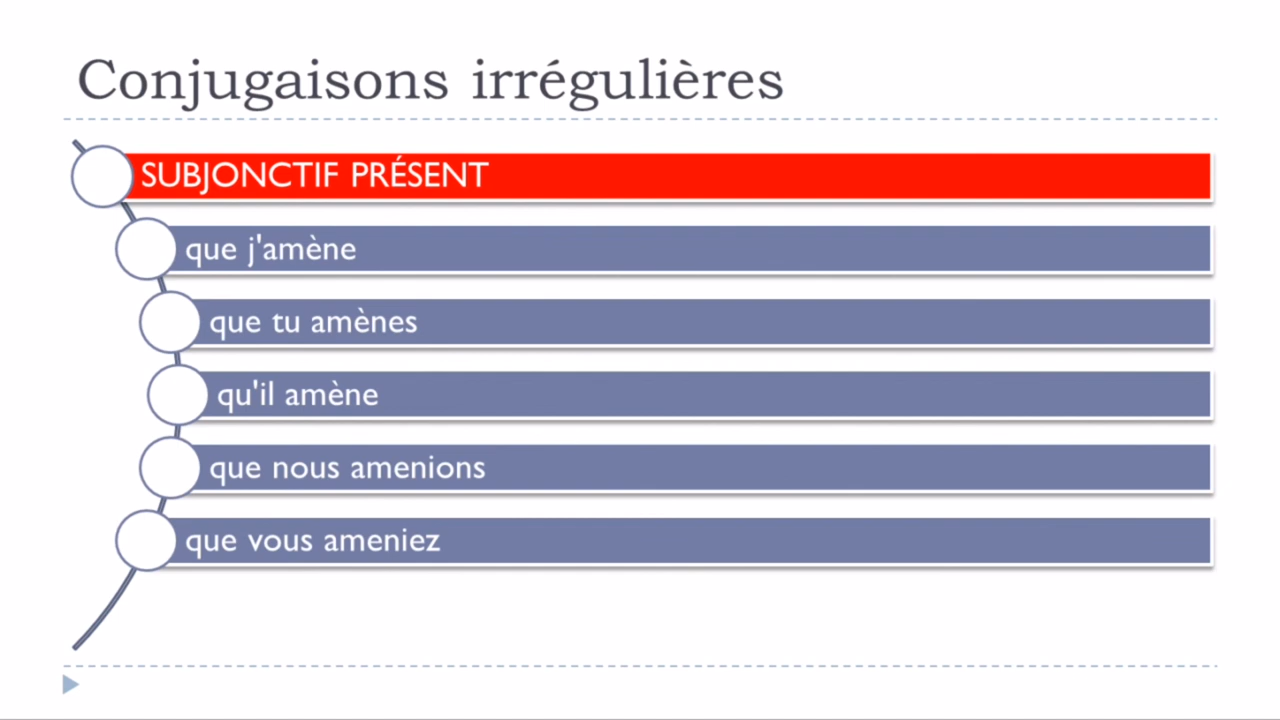 Conjugaisons irrégulières
SUBJONCTIF PRÉSENT
que j'amène
que tu amènes
qu'il amène
que nous amenions
que vous ameniez